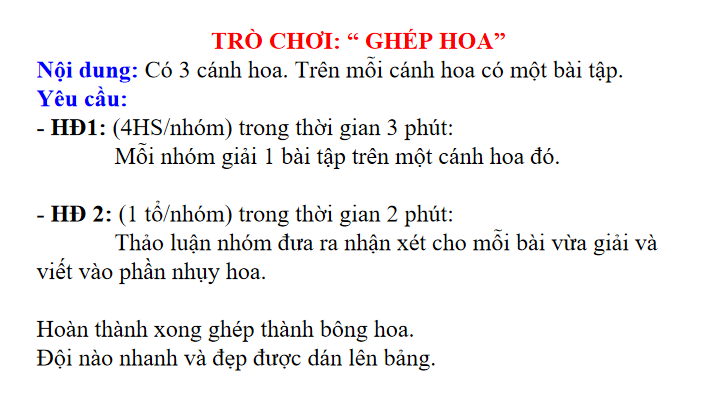 TRÒ CHƠI: “ GHÉP HOA”
Nội dung: Có 3 cánh hoa. Trên mỗi cánh hoa có một bài tập.
Yêu cầu:
- HĐ1: (4HS/nhóm) trong thời gian 3 phút:
Mỗi nhóm giải 1 bài tập trên một cánh hoa đó.
- HĐ 2: (1 tổ/nhóm) trong thời gian 2 phút:
Thảo luận nhóm đưa ra nhận xét cho mỗi bài vừa giải và
viết vào phần nhụy hoa.
Hoàn thành xong ghép thành bông hoa.
Đội nào nhanh và đẹp được dán lên bảng.